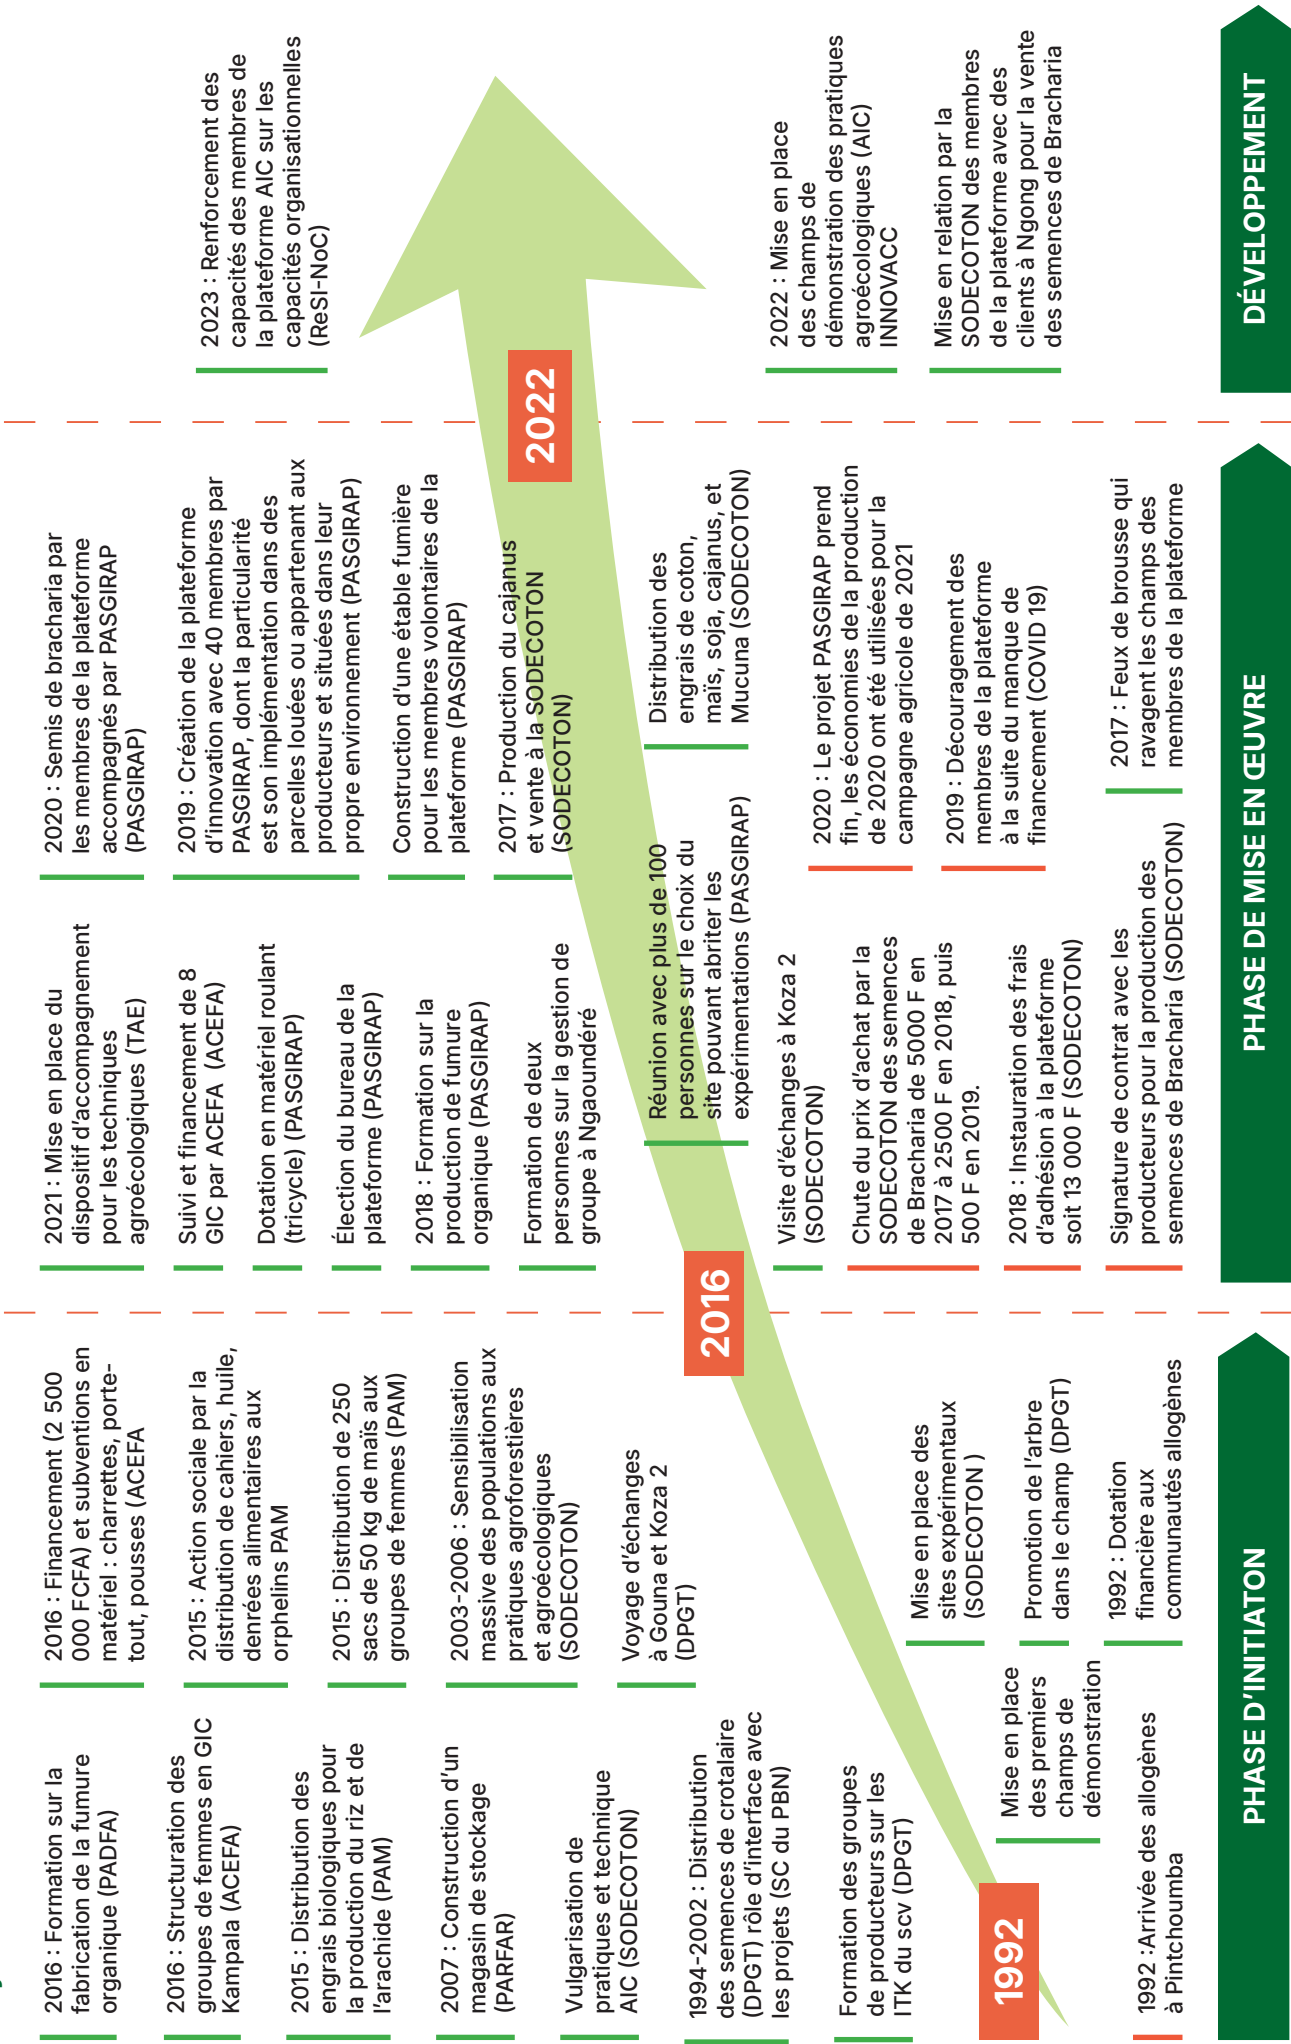 2016 : Formation sur la
fabrication de la fumure
organique (PADFA)
2016 : Structuration des
groupes de femmes en GIC
Kampala (ACEFA)
2015 : Distribution des
engrais biologiques pour
la production du riz et de
l’arachide (PAM)
2007 : Construction d’un
magasin de stockage
(PARFAR)
Vulgarisation de
pratiques et technique
AIC (SODECOTON)
1994-2002 : Distribution
des semences de crotalaire
(DPGT) rôle d’interface avec
les projets (SC du PBN)
Formation des groupes
de producteurs sur les
ITK du scv (DPGT)
1992
1992 :Arrivée des allogènes
à Pintchoumba
2016 : Financement (2 500
000 FCFA) et subventions en
matériel : charrettes, porte-
tout, pousses (ACEFA
2015 : Action sociale par la
distribution de cahiers, huile,
denrées alimentaires aux
orphelins PAM
2015 : Distribution de 250
sacs de 50 kg de maïs aux
groupes de femmes (PAM)
2003-2006 : Sensibilisation
massive des populations aux
pratiques agroforestières
et agroécologiques
(SODECOTON)
Voyage d’échanges
à Gouna et Koza 2
(DPGT)
Mise en place des
sites expérimentaux
(SODECOTON )
Mise en place
des premiers
champs de
démonstration
Promotion de l’arbre
dans le champ (DPGT)
1992 : Dotation
financière aux
communautés allogènes
PHASE D’INITIATON
2016
2021 : Mise en place du
dispositif d’accompagnement
pour les techniques
agroécologiques (TAE)
Suivi et financement de 8
GIC par ACEFA (ACEFA)
Dotation en matériel roulant
(tricycle) (PASGIRAP)
Élection du bureau de la
plateforme (PASGIRAP)
2018 : Formation sur la
production de fumure
organique (PASGIRAP)
Formation de deux
personnes sur la gestion de
groupe à Ngaoundéré
Réunion avec plus de 100
personnes sur le choix du
site pouvant abriter les
expérimentations (PASGIRAP)
Visite d’échanges à Koza 2
(SODECOTON)
Chute du prix d’achat par la
SODECOTON des semences
de Bracharia de 5000 F en
2017 à 2500 F en 2018, puis
500 F en 2019.
2018 : Instauration des frais
d’adhésion à la plateforme
soit 13 000 F (SODECOTON)
Signature de contrat avec les
producteurs pour la production des
semences de Bracharia (SODECOTON)
2020 : Semis de bracharia par
les membres de la plateforme
accompagnés par PASGIRAP
(PASGIRAP)
2019 : Création de la plateforme
d’innovation avec 40 membres par
PASGIRAP, dont la particularité
est son implémentation dans des
parcelles louées ou appartenant aux
producteurs et situées dans leur
propre environnement (PASGIRAP)
Construction d’une étable fumière
pour les membres volontaires de la
plateforme (PASGIRAP)
2017 : Production du cajanus
et vente à la SODECOTON
(SODECOTON)
Distribution des
engrais de coton,
maïs, soja, cajanus, et
Mucuna (SODECOTON)
2020 : Le projet PASGIRAP prend
fin, les économies de la production
de 2020 ont été utilisées pour la
campagne agricole de 2021
2019 : Découragement des
membres de la plateforme
à la suite du manque de
financement (COVID 19)
2017 : Feux de brousse qui
ravagent les champs des
membres de la plateforme
PHASE DE MISE EN ŒUVRE
2022
2023 : Renforcement des
capacités des membres de
la plateforme AIC sur les
capacités organisationnelles
(ReSI-NoC)
2022 : Mise en place
des champs de
démonstration des pratiques
agroécologiques (AIC)
INNOVACC
Mise en relation par la
SODECOTON des membres
de la plateforme avec des
clients à Ngong pour la vente
des semences de Bracharia
DÉVELOPPEMENT